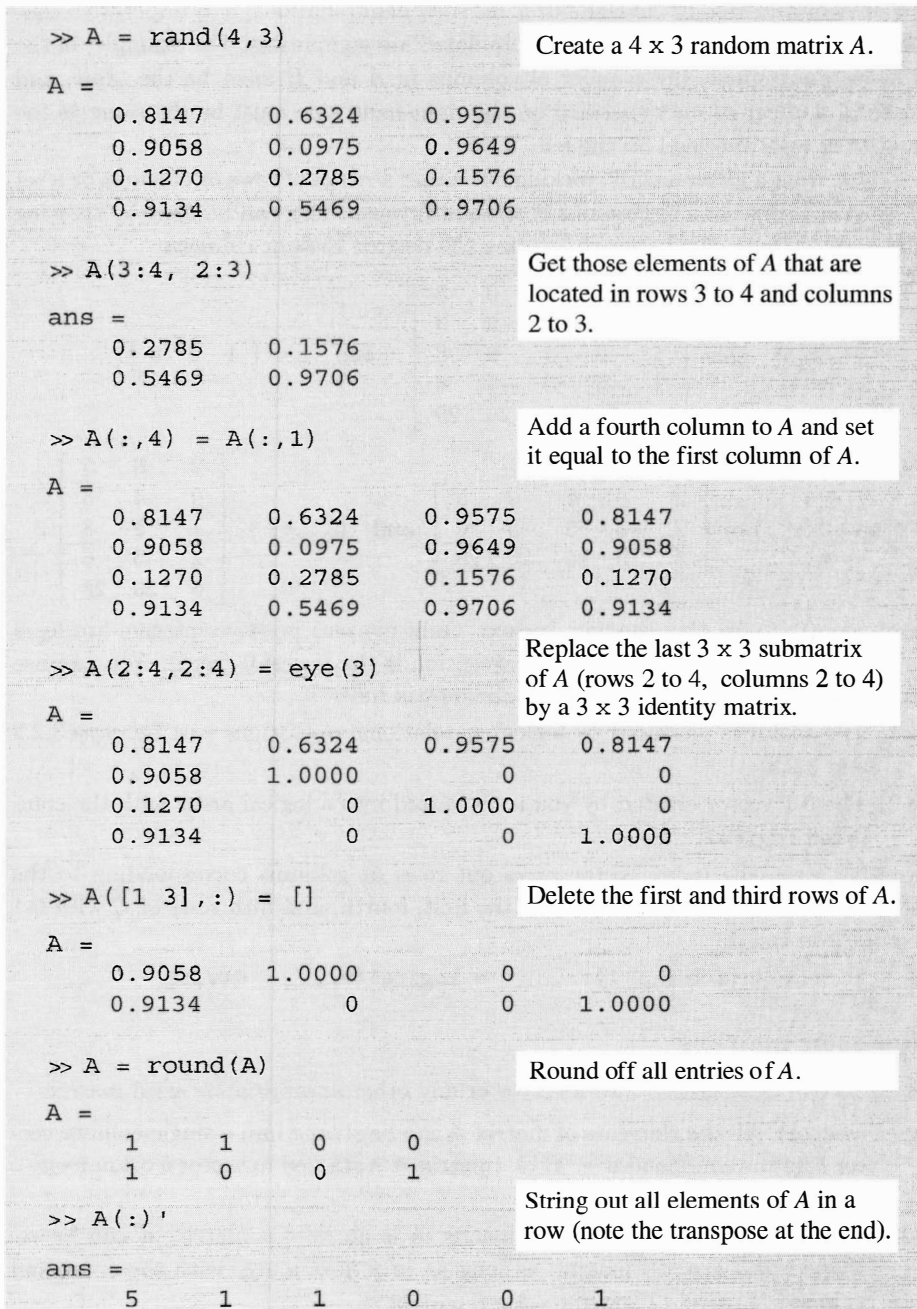 >> A = rand(4,3)
Create a 4 x 3 random matrix A.
A =
0.8147 0.6324 0.9575
0.9058 0.0975 0.9649
0.1270 0.2785 0.1576
0.9134 0.5469 0.9706
>> A(3:4, 2:3)
Get those elements of A that are
located in rows 3 to 4 and columns
2 to 3.
ans =
0.2785 0.1576
0.5469 0.9706
>> A(:,4) = A(:,1)
Add a fourth column to A and set
it equal to the first column of A.
A =
0.8147 0.6324 0.9575 0.8147
0.9058 0.0975 0.9649 0.9058
0.1270 0.2785 0.1576 0.1270
0.9134 0.5469 0.9706 0.9134
>> A(2:4,2:4) = eye(3)
Replace the last 3 x 3 submatrix
of A (rows 2 to 4, columns 2 to 4)
by a 3 x 3 identity matrix.
A =
0.8147 0.6324 0.9575 0.8147
0.9058 1.0000 0 0
0.1270 0 1.0000 0
0.9134 0 0 1.0000
>> A([1 3],:) = []
Delete the first and third rows of A.
A =
0.9058 1.0000 0 0
0.9134 0 0 1.0000
>> A = round(A)
Round off all entries of A.
A =
1 1 0 0
1 0 0 1
>> A(:)'
String out all elements of A in a
row (note the transpose at the end).
ans =
5 1 1 0 0 1